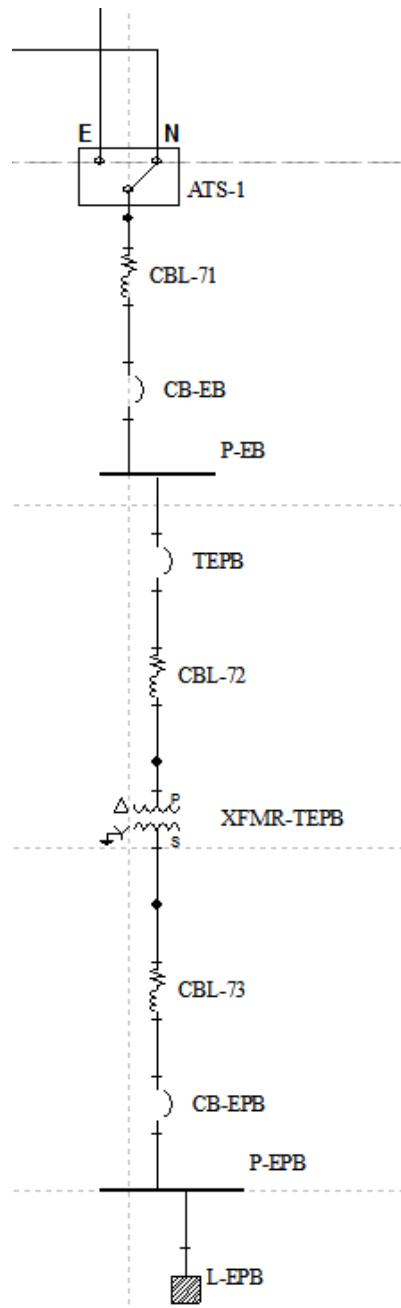 E N
ATS-1
CBL-71
CB-EB
P-EB
TEPB
CBL-72
P
XFMR-TEPB
S
CBL-73
CB-EPB
P-EPB
L-EPB